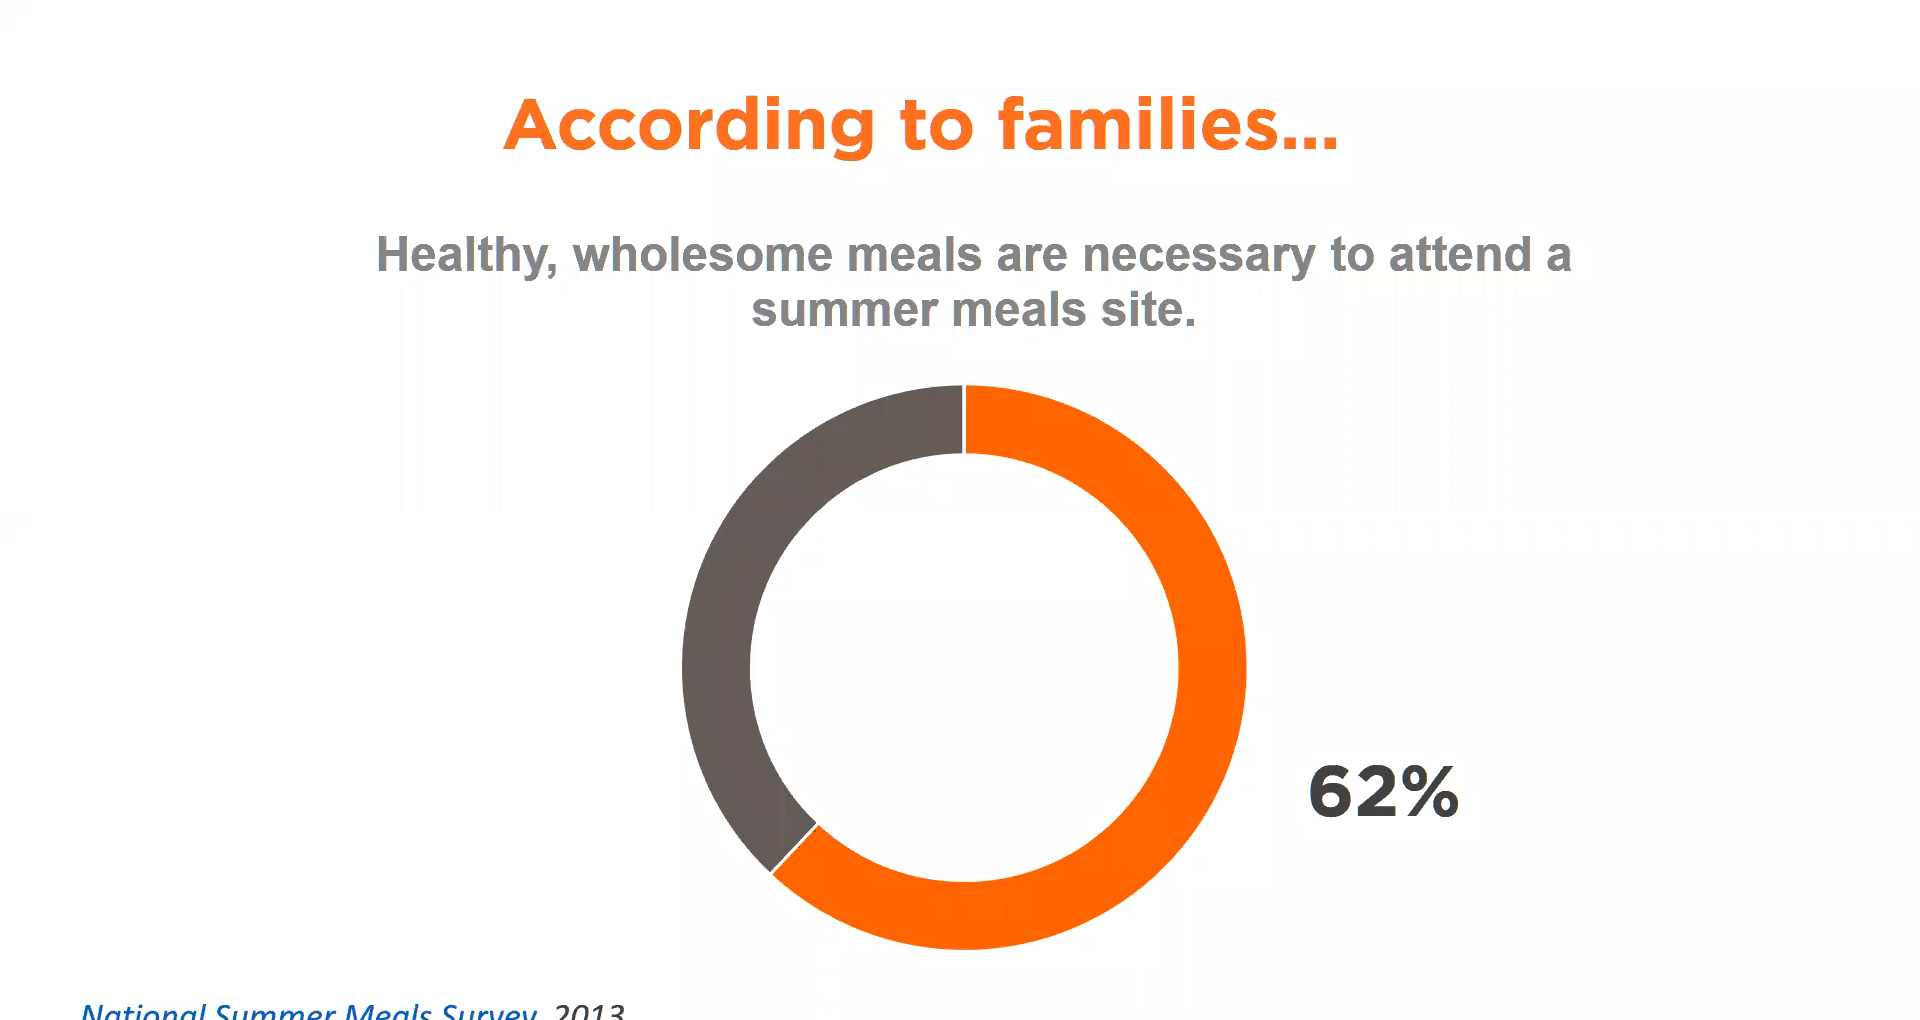 According to families...
Healthy, wholesome meals are necessary to attend a
summer meals site.
62%
National Summer Meals Survey, 2013